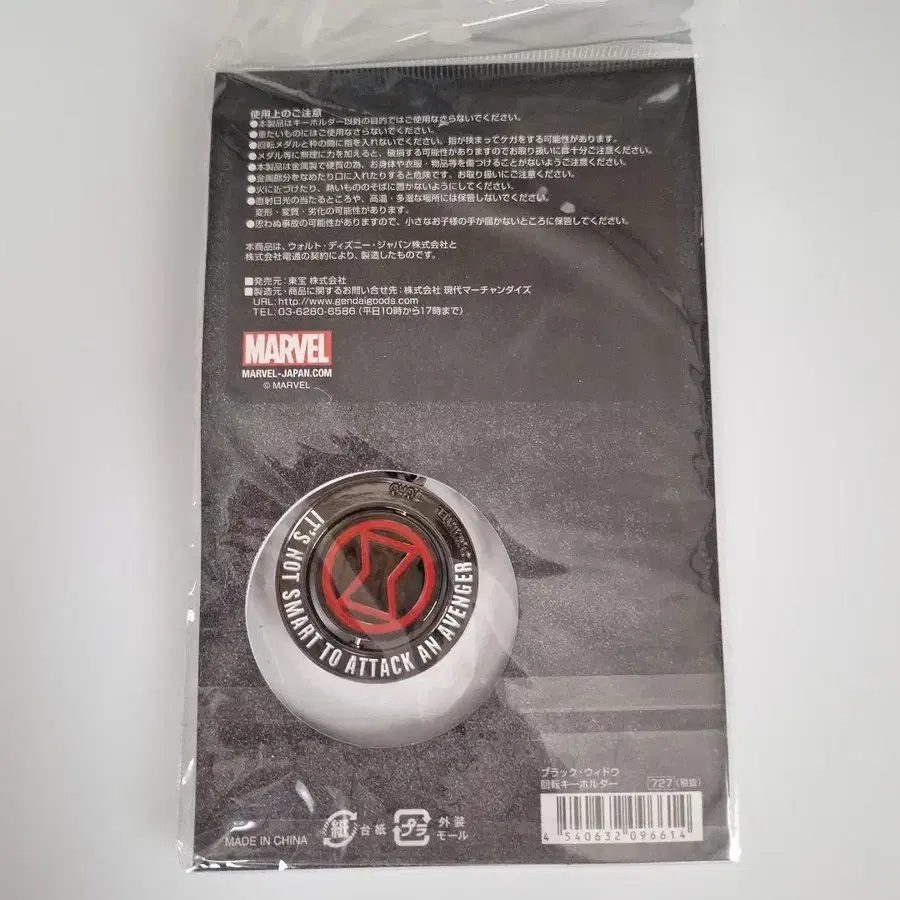 使用上のご注意
●本製品はキーホルダー以外の目的ではご使用なさらないでください。
●重たいものにはご使用なさらないでください。
●回転メダルと枠の間に指を入れないでください。指が挟まってケガをする可能性があります。
●メダル等に無理に力を加えると、破損する可能性がありますのでお取り扱いには十分ご注意ください。
●本製品は金属製で硬質の為、お身体や衣服・物品等を傷つけることがないようご注意ください。
●金属部分をなめたり口に入れたりすると危険です。お取り扱いにご注意ください。
●火に近づけたり、熱いもののそばに置かないようにしてください。
●直射日光の当たるところや、高温・多湿な場所には保管しないでください。
変形・変質・劣化の可能性があります。
●思わぬ事故の可能性がありますので、小さなお子様の手が届かないところに保管してください。
本商品は、ウォルト・ディズニー・ジャパン株式会社と
株式会社電通の契約により、製造したものです。
■発売元：東宝 株式会社
■製造元・商品に関するお問い合せ先：株式会社 現代マーチャンダイズ
URL:http://www.gendaigoods.com
TEL:03-6280-6586（平日10時から17時まで）
MARVEL
MARVEL-JAPAN.COM
© MARVEL
IT'S NOT SMART TO ATTACK AN AVENGER
ブラック・ウィドウ
回転キーホルダー 727（税抜）
4 540632 096614
MADE IN CHINA
紙 台紙
プラ 外装
モール